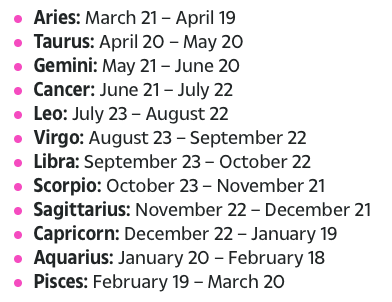 Aries: March 21 – April 19
Taurus: April 20 – May 20
Gemini: May 21 – June 20
Cancer: June 21 – July 22
Leo: July 23 – August 22
Virgo: August 23 – September 22
Libra: September 23 – October 22
Scorpio: October 23 – November 21
Sagittarius: November 22 – December 21
Capricorn: December 22 – January 19
Aquarius: January 20 – February 18
Pisces: February 19 – March 20